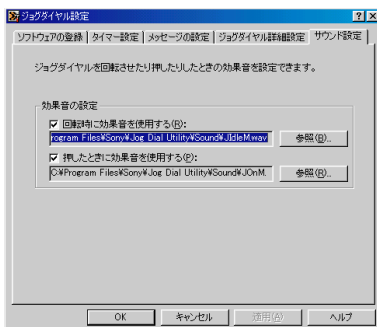 ジョグダイヤル設定
ソフトウェアの登録 タイマー設定 メッセージの設定 ジョグダイヤル詳細設定 サウンド設定
ジョグダイヤルを回転させたり押したりしたときの効果音を設定できます。
効果音の設定
回転時に効果音を使用する(R):
rogram Files¥Sony¥Jog Dial Utility¥Sound¥JIdleM.wav 参照(R)...
押したときに効果音を使用する(P):
C:¥Program Files¥Sony¥Jog Dial Utility¥Sound¥JOnM. 参照(P)...
OK キャンセル 適用(A) ヘルプ